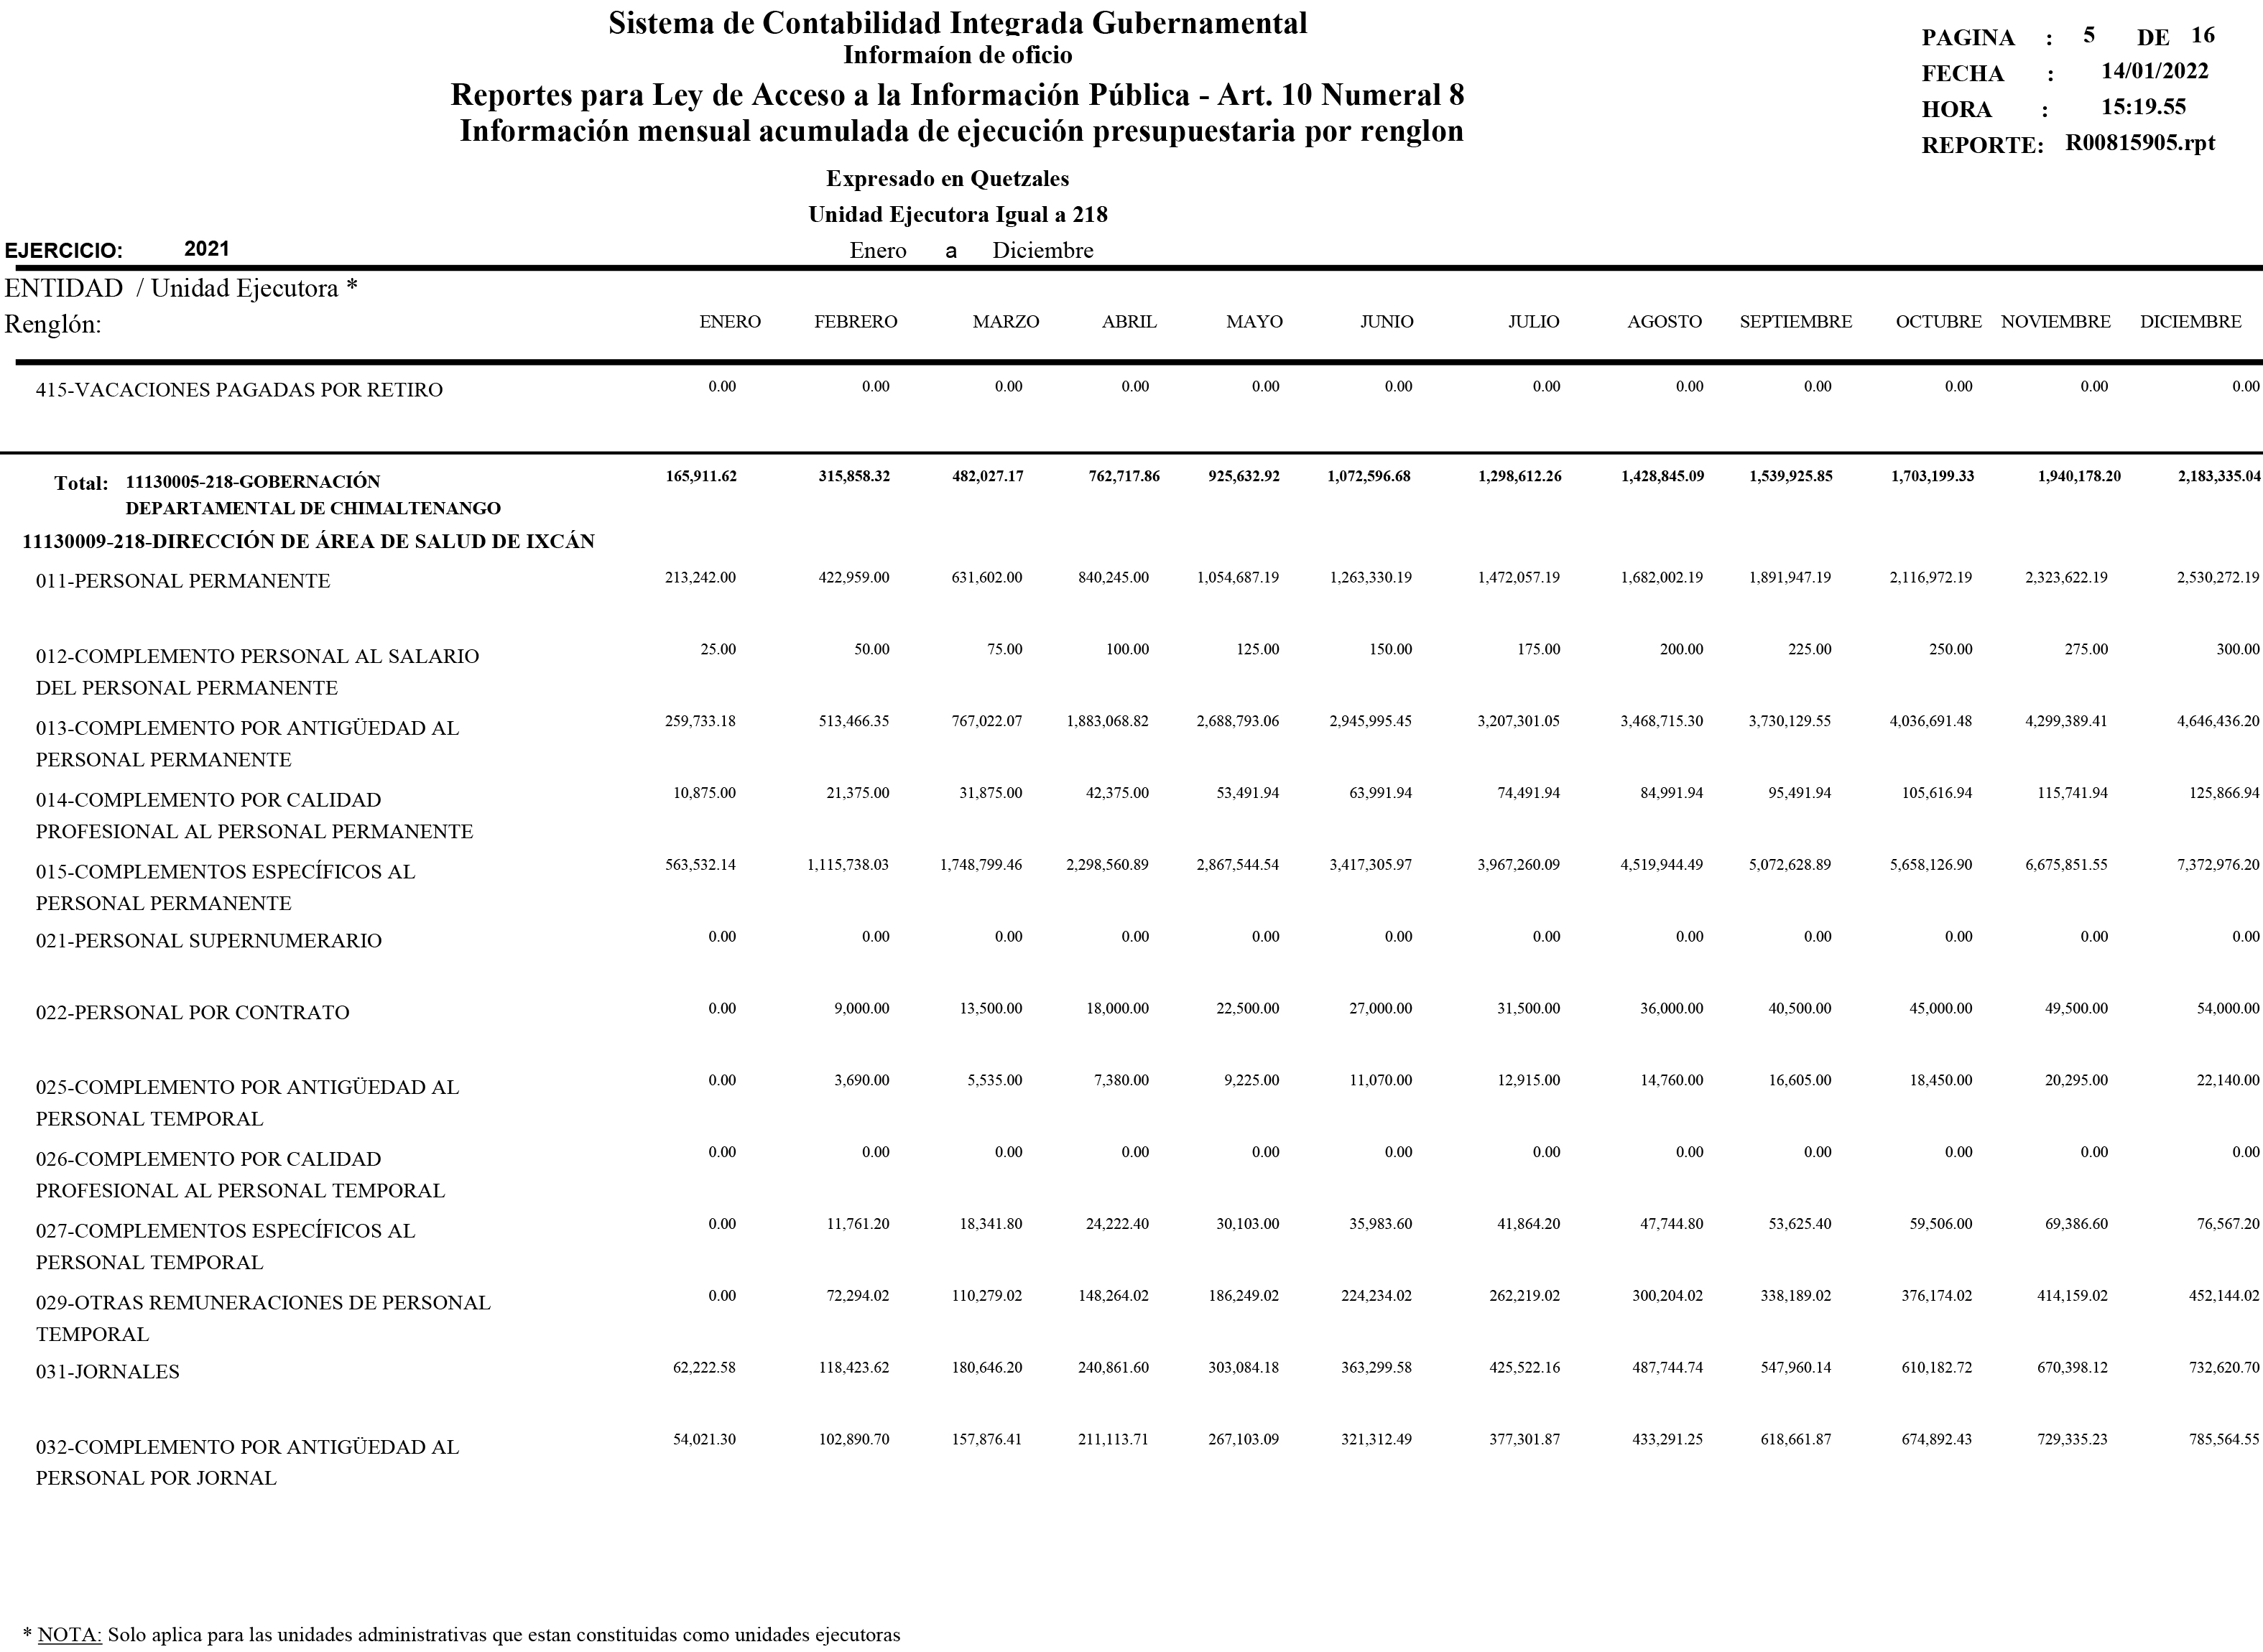 Sistema de Contabilidad Integrada Gubernamental
Informaíon de oficio
Reportes para Ley de Acceso a la Información Pública - Art. 10 Numeral 8
Información mensual acumulada de ejecución presupuestaria por renglon
Expresado en Quetzales
Unidad Ejecutora Igual a 218
PAGINA : 5 DE 16
FECHA : 14/01/2022
HORA : 15:19.55
REPORTE: R00815905.rpt
EJERCICIO: 2021 Enero a Diciembre
ENTIDAD / Unidad Ejecutora *
Renglón: ENERO FEBRERO MARZO ABRIL MAYO JUNIO JULIO AGOSTO SEPTIEMBRE OCTUBRE NOVIEMBRE DICIEMBRE
415-VACACIONES PAGADAS POR RETIRO 0.00 0.00 0.00 0.00 0.00 0.00 0.00 0.00 0.00 0.00 0.00 0.00
Total: 11130005-218-GOBERNACIÓN 165,911.62 315,858.32 482,027.17 762,717.86 925,632.92 1,072,596.68 1,298,612.26 1,428,845.09 1,539,925.85 1,703,199.33 1,940,178.20 2,183,335.04
DEPARTAMENTAL DE CHIMALTENANGO
11130009-218-DIRECCIÓN DE ÁREA DE SALUD DE IXCÁN
011-PERSONAL PERMANENTE 213,242.00 422,959.00 631,602.00 840,245.00 1,054,687.19 1,263,330.19 1,472,057.19 1,682,002.19 1,891,947.19 2,116,972.19 2,323,622.19 2,530,272.19
012-COMPLEMENTO PERSONAL AL SALARIO 25.00 50.00 75.00 100.00 125.00 150.00 175.00 200.00 225.00 250.00 275.00 300.00
DEL PERSONAL PERMANENTE
013-COMPLEMENTO POR ANTIGÜEDAD AL 259,733.18 513,466.35 767,022.07 1,883,068.82 2,688,793.06 2,945,995.45 3,207,301.05 3,468,715.30 3,730,129.55 4,036,691.48 4,299,389.41 4,646,436.20
PERSONAL PERMANENTE
014-COMPLEMENTO POR CALIDAD 10,875.00 21,375.00 31,875.00 42,375.00 53,491.94 63,991.94 74,491.94 84,991.94 95,491.94 105,616.94 115,741.94 125,866.94
PROFESIONAL AL PERSONAL PERMANENTE
015-COMPLEMENTOS ESPECÍFICOS AL 563,532.14 1,115,738.03 1,748,799.46 2,298,560.89 2,867,544.54 3,417,305.97 3,967,260.09 4,519,944.49 5,072,628.89 5,658,126.90 6,675,851.55 7,372,976.20
PERSONAL PERMANENTE
021-PERSONAL SUPERNUMERARIO 0.00 0.00 0.00 0.00 0.00 0.00 0.00 0.00 0.00 0.00 0.00 0.00
022-PERSONAL POR CONTRATO 0.00 9,000.00 13,500.00 18,000.00 22,500.00 27,000.00 31,500.00 36,000.00 40,500.00 45,000.00 49,500.00 54,000.00
025-COMPLEMENTO POR ANTIGÜEDAD AL 0.00 3,690.00 5,535.00 7,380.00 9,225.00 11,070.00 12,915.00 14,760.00 16,605.00 18,450.00 20,295.00 22,140.00
PERSONAL TEMPORAL
026-COMPLEMENTO POR CALIDAD 0.00 0.00 0.00 0.00 0.00 0.00 0.00 0.00 0.00 0.00 0.00 0.00
PROFESIONAL AL PERSONAL TEMPORAL
027-COMPLEMENTOS ESPECÍFICOS AL 0.00 11,761.20 18,341.80 24,222.40 30,103.00 35,983.60 41,864.20 47,744.80 53,625.40 59,506.00 69,386.60 76,567.20
PERSONAL TEMPORAL
029-OTRAS REMUNERACIONES DE PERSONAL 0.00 72,294.02 110,279.02 148,264.02 186,249.02 224,234.02 262,219.02 300,204.02 338,189.02 376,174.02 414,159.02 452,144.02
TEMPORAL
031-JORNALES 62,222.58 118,423.62 180,646.20 240,861.60 303,084.18 363,299.58 425,522.16 487,744.74 547,960.14 610,182.72 670,398.12 732,620.70
032-COMPLEMENTO POR ANTIGÜEDAD AL 54,021.30 102,890.70 157,876.41 211,113.71 267,103.09 321,312.49 377,301.87 433,291.25 618,661.87 674,892.43 729,335.23 785,564.55
PERSONAL POR JORNAL
* NOTA: Solo aplica para las unidades administrativas que estan constituidas como unidades ejecutoras